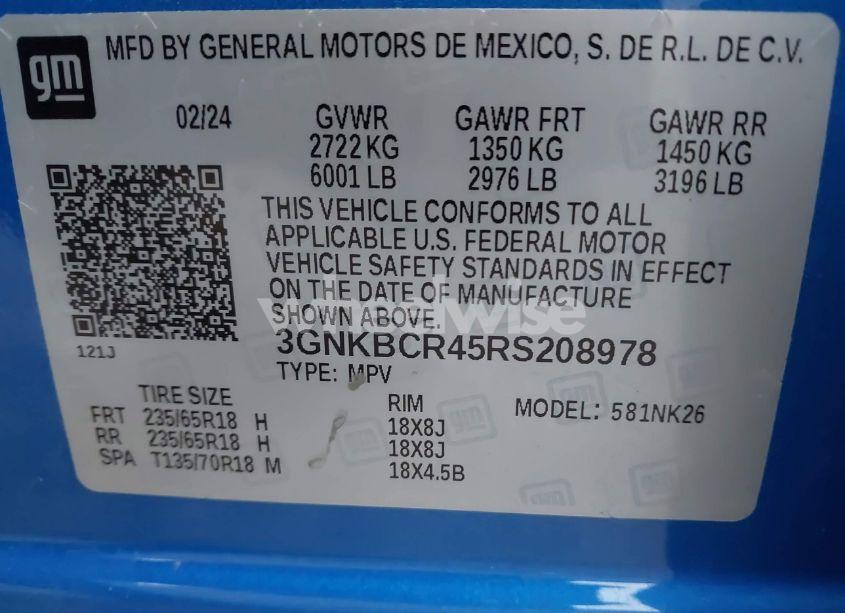 gm
MFD BY GENERAL MOTORS DE MEXICO, S. DE R.L. DE C.V.
02/24 GVWR GAWR FRT GAWR RR
2722 KG 1350 KG 1450 KG
6001 LB 2976 LB 3196 LB
THIS VEHICLE CONFORMS TO ALL
APPLICABLE U.S. FEDERAL MOTOR
VEHICLE SAFETY STANDARDS IN EFFECT
ON THE DATE OF MANUFACTURE
SHOWN ABOVE.
3GNKBCR45RS208978
121J
TYPE: MPV
TIRE SIZE RIM MODEL: 581NK26
FRT 235/65R18 H 18X8J
RR 235/65R18 H 18X8J
SPA T135/70R18 M 18X4.5B